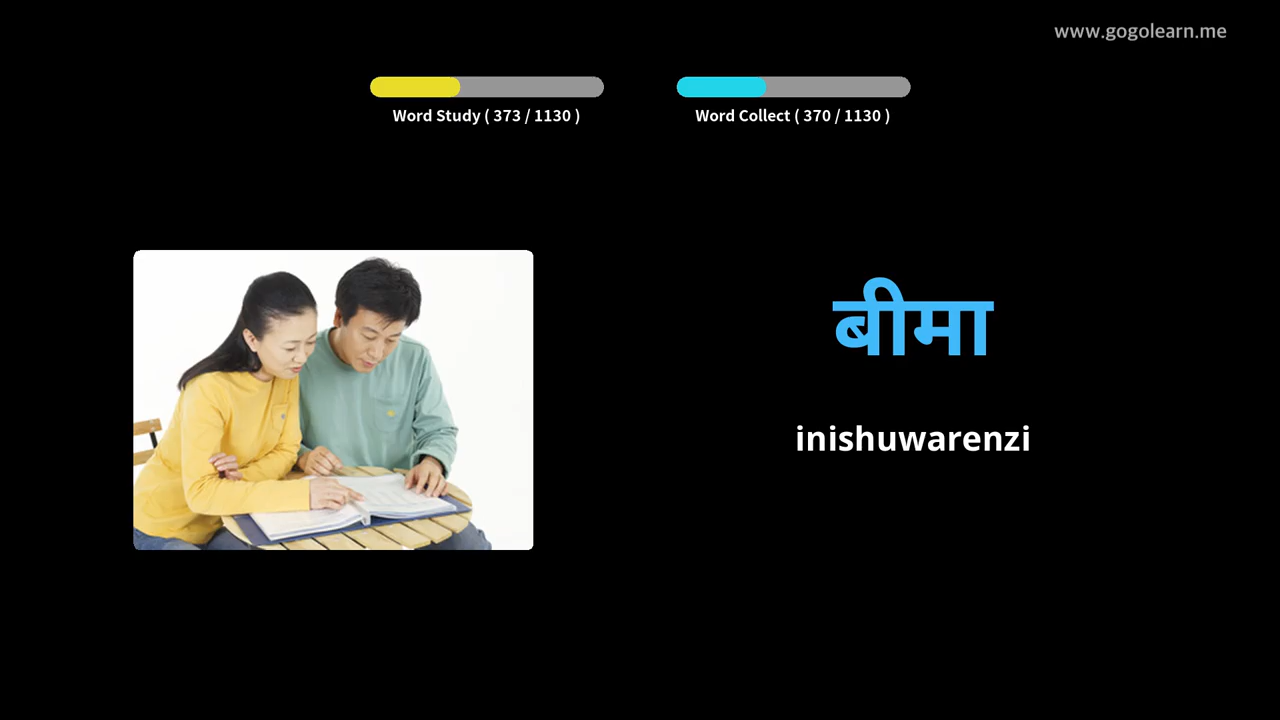 www.gogolearn.me
Word Study ( 373 / 1130 )
Word Collect ( 370 / 1130 )
बीमा
inishuwarenzi